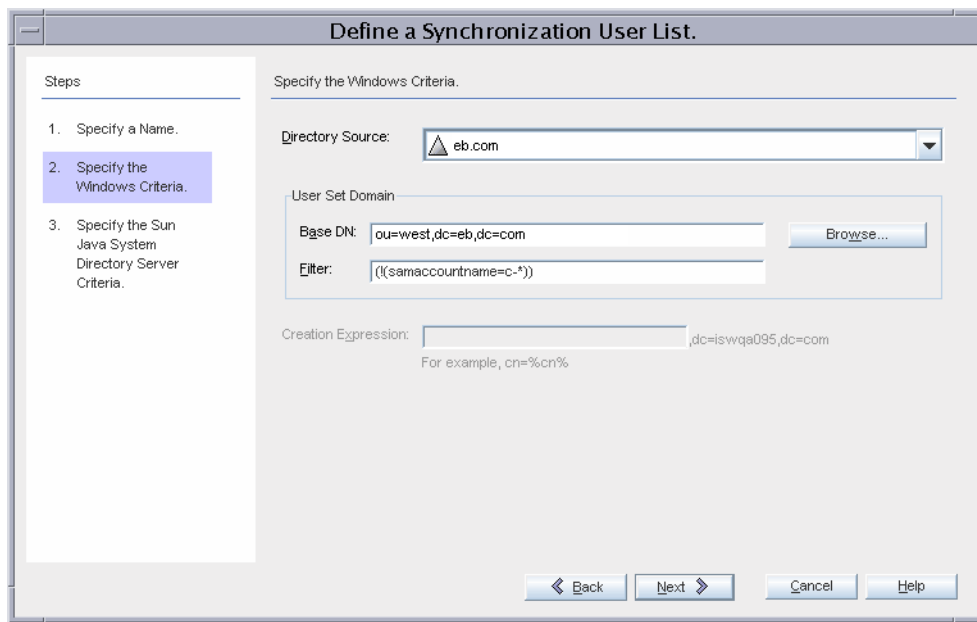 Define a Synchronization User List.
Steps
1. Specify a Name.
2. Specify the
Windows Criteria.
3. Specify the Sun
Java System
Directory Server
Criteria.
Specify the Windows Criteria.
Directory Source:
eb.com
User Set Domain
Base DN:
ou=west,dc=eb,dc=com
Browse...
Filter:
(!(samaccountname=c-*))
Creation Expression:
,dc=iswqa095,dc=com
For example, cn=%cn%
Back
Next
Cancel
Help